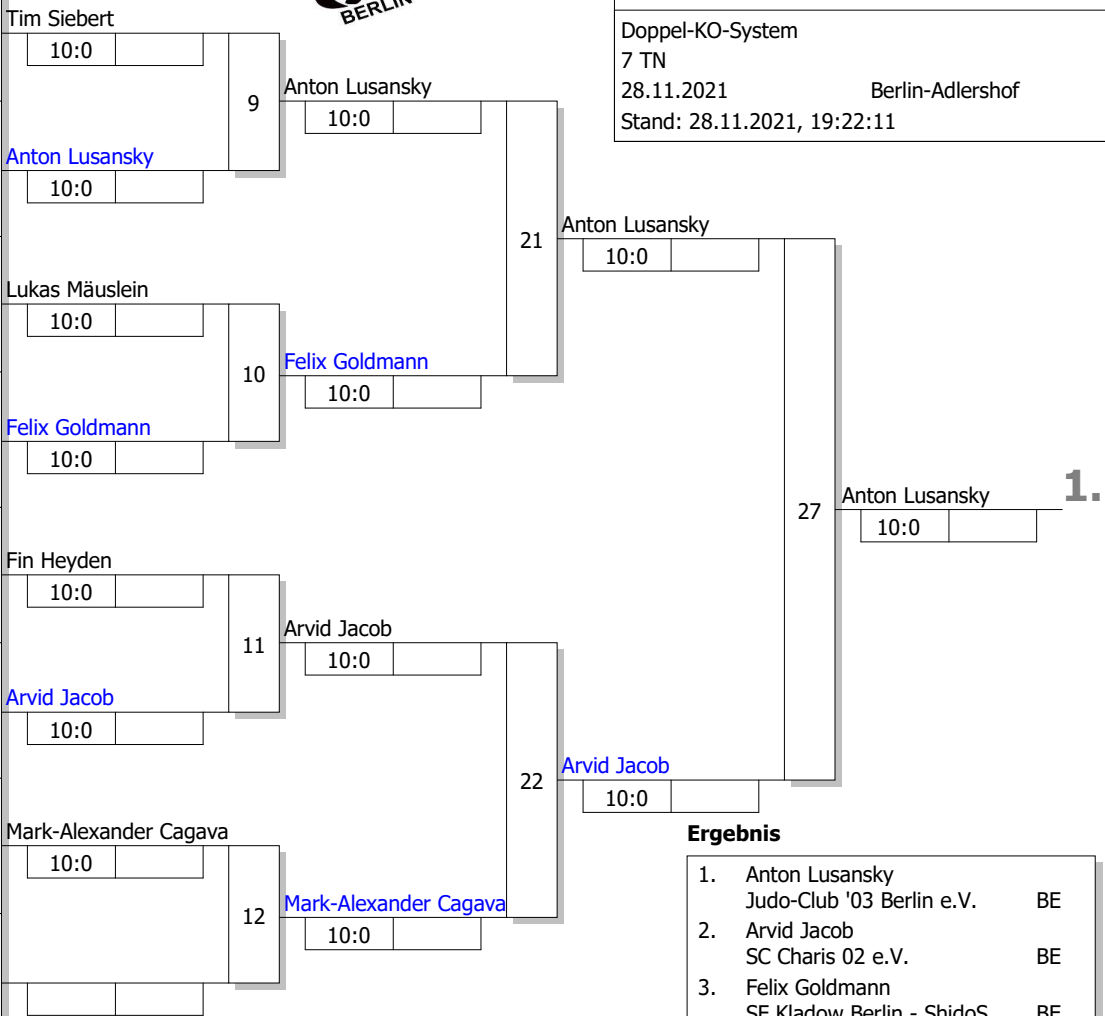 BERLIN
Doppel-KO-System
7 TN
28.11.2021 Berlin-Adlershof
Stand: 28.11.2021, 19:22:11
Tim Siebert
10:0
9
Anton Lusansky
10:0
Anton Lusansky
10:0
21
Anton Lusansky
10:0
Lukas Mäuslein
10:0
10
Felix Goldmann
10:0
Felix Goldmann
10:0
27
Anton Lusansky
10:0
1.
Fin Heyden
10:0
11
Arvid Jacob
10:0
Arvid Jacob
10:0
22
Arvid Jacob
10:0
Mark-Alexander Cagava
10:0
12
Mark-Alexander Cagava
10:0
Ergebnis
1. Anton Lusansky
Judo-Club '03 Berlin e.V. BE
2. Arvid Jacob
SC Charis 02 e.V. BE
3. Felix Goldmann
SF Kladow Berlin - ShidoS BE